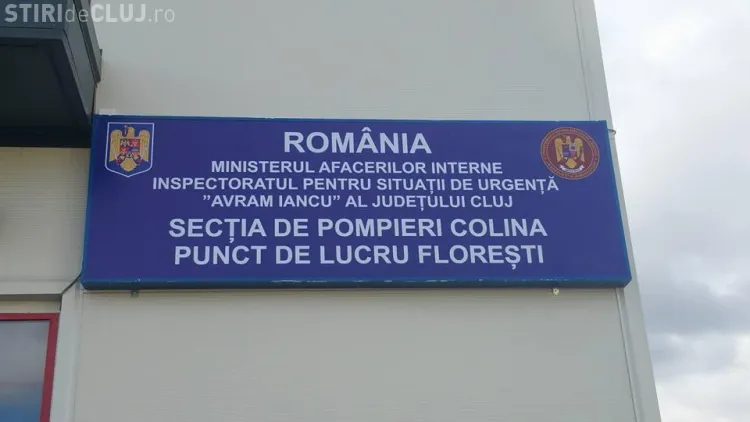 ȘTIRIdeCLUJ.ro
ROMÂNIA
MINISTERUL AFACERILOR INTERNE
INSPECTORATUL PENTRU SITUAȚII DE URGENȚĂ
”AVRAM IANCU” AL JUDEȚULUI CLUJ
SECȚIA DE POMPIERI COLINA
PUNCT DE LUCRU FLOREȘTI